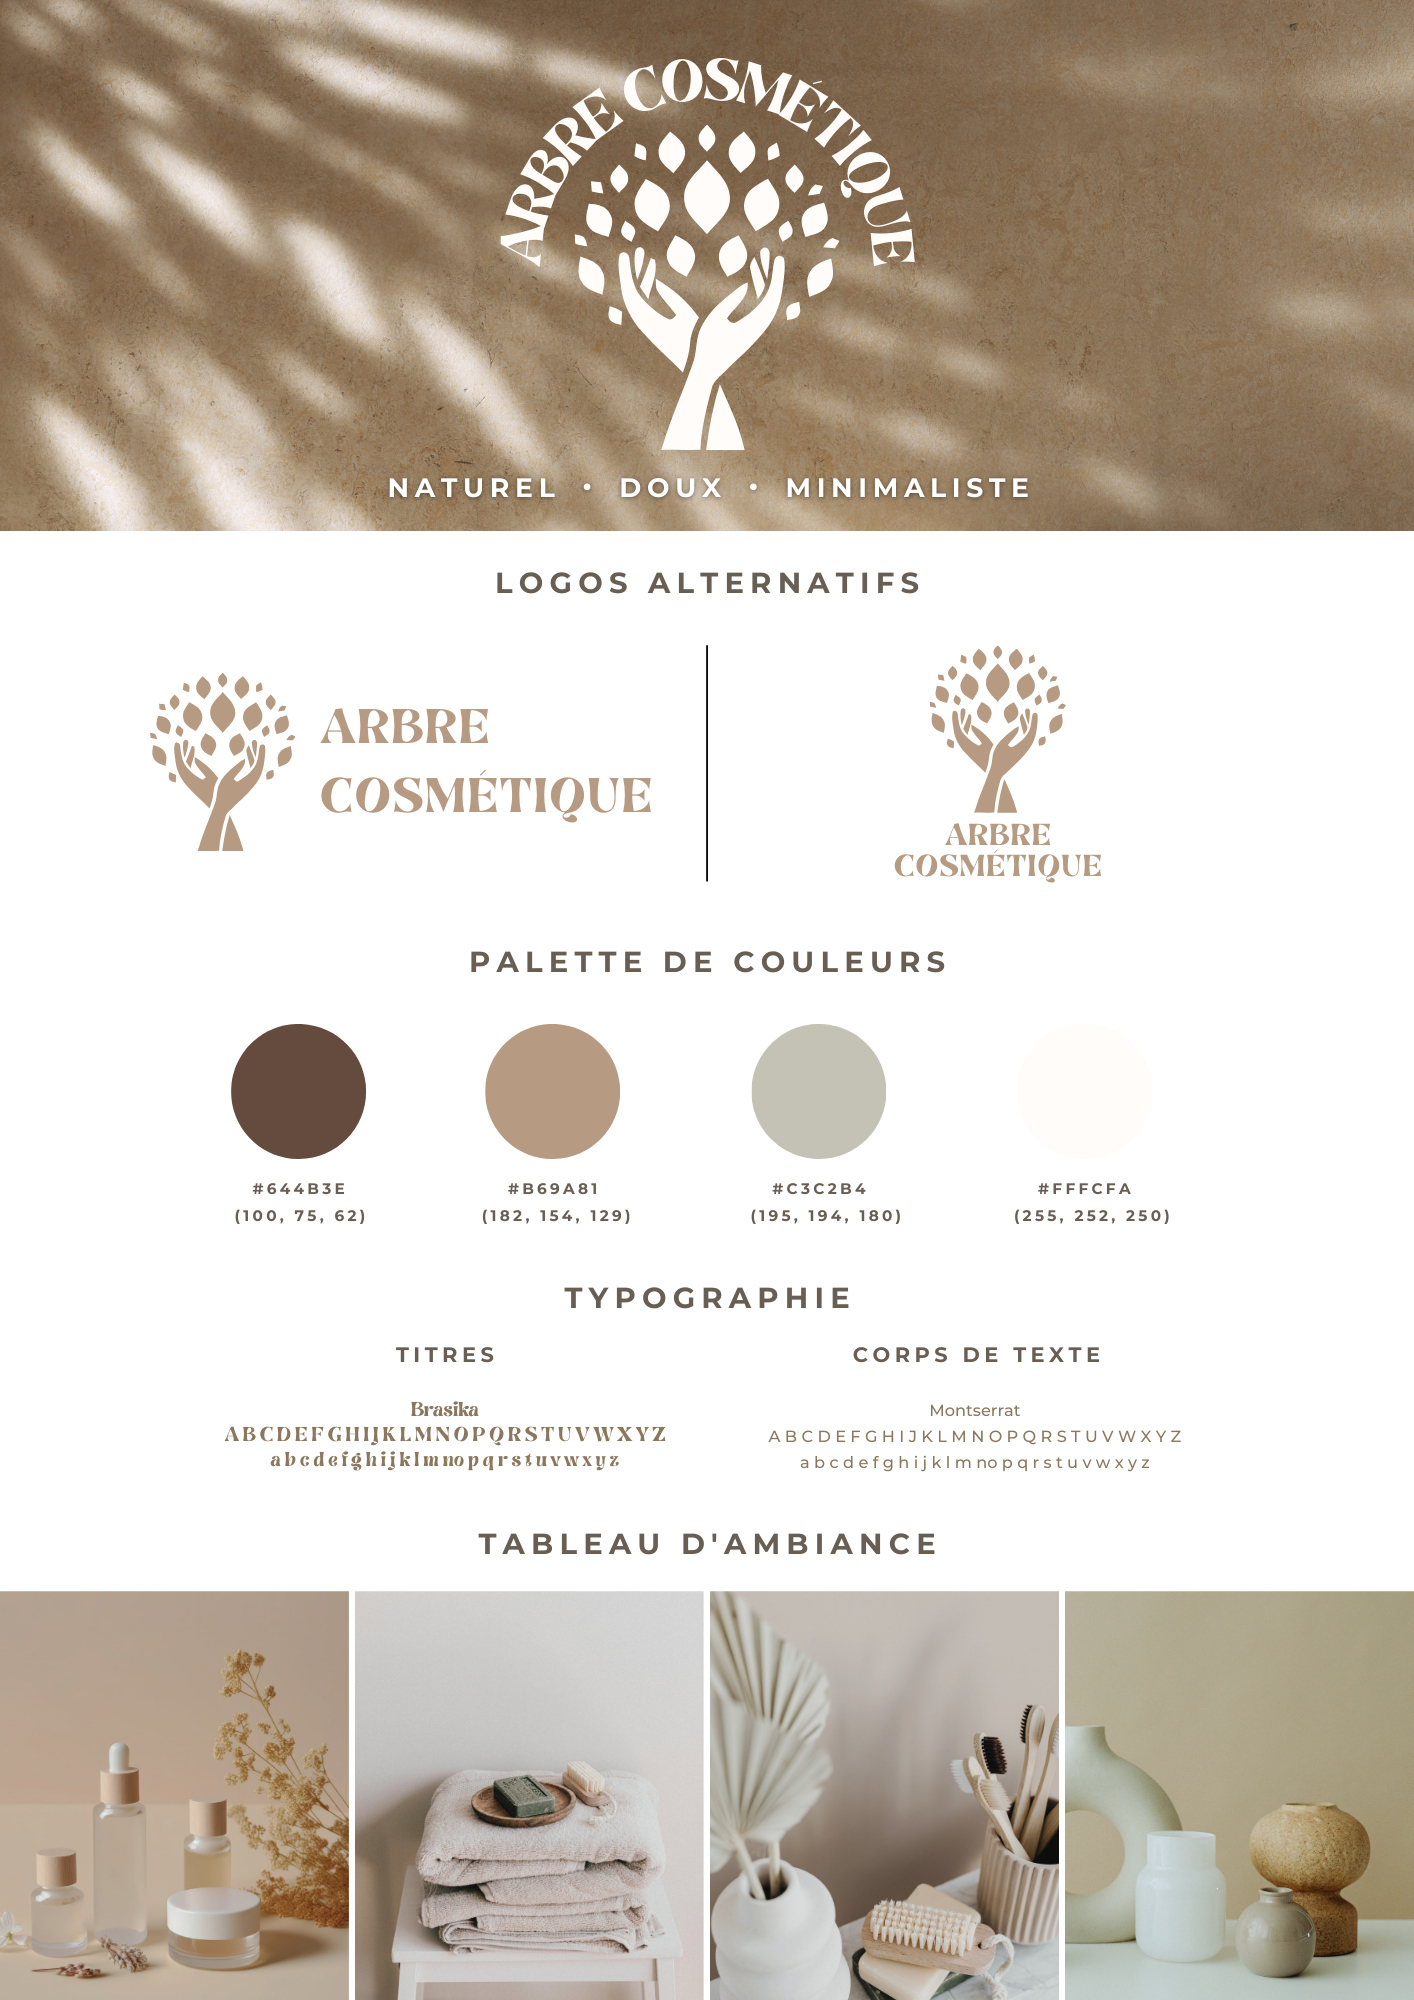 ARBRE COSMÉTIQUE
NATUREL • DOUX • MINIMALISTE
LOGOS ALTERNATIFS
ARBRE
COSMÉTIQUE
ARBRE
COSMÉTIQUE
PALETTE DE COULEURS
#644B3E
(100, 75, 62)
#B69A81
(182, 154, 129)
#C3C2B4
(195, 194, 180)
#FFFCFA
(255, 252, 250)
TYPOGRAPHIE
TITRES
Brasika
ABCDEFGHIJKLMNOPQRSTUVWXYZ
abcdefghijklmnopqrstuvwxyz
CORPS DE TEXTE
Montserrat
ABCDEFGHIJKLMNOPQRSTUVWXYZ
abcdefghijklmnopqrstuvwxyz
TABLEAU D'AMBIANCE